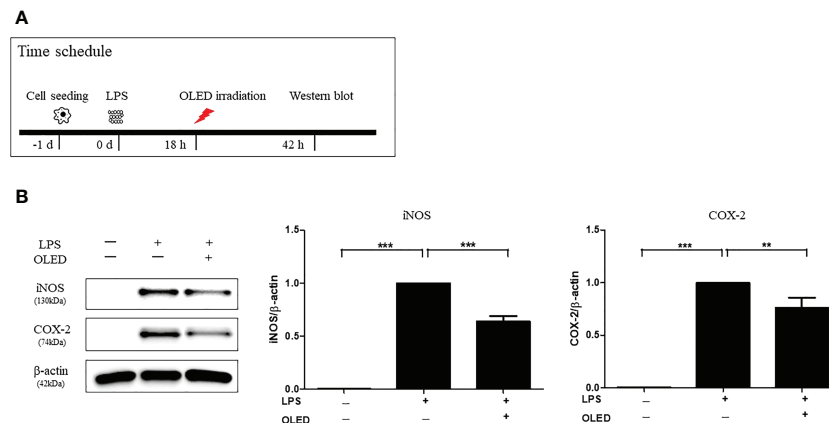 A
Time schedule
Cell seeding LPS OLED irradiation Western blot
-1 d 0 d 18 h 42 h
B
LPS — + +
OLED — — +
iNOS
(130kDa)
COX-2
(74kDa)
β-actin
(42kDa)
iNOS
1.5
1.0
0.5
0.0
iNOS/β-actin
*** ***
LPS — + +
OLED — — +
COX-2
1.5
1.0
0.5
0.0
COX-2/β-actin
*** **
LPS — + +
OLED — — +